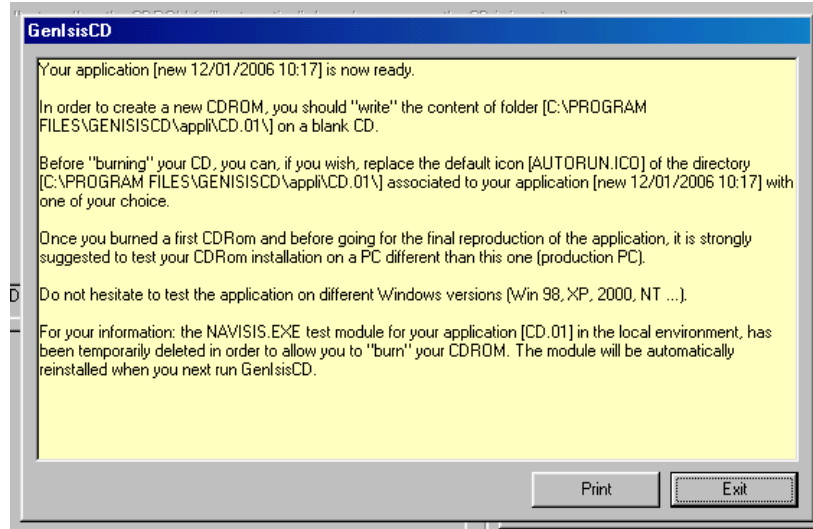 GenIsisCD
Your application [new 12/01/2006 10:17] is now ready.
In order to create a new CDROM, you should "write" the content of folder [C:\PROGRAM
FILES\GENISISCD\appli\CD.01\] on a blank CD.
Before "burning" your CD, you can, if you wish, replace the default icon [AUTORUN.ICO] of the directory
[C:\PROGRAM FILES\GENISISCD\appli\CD.01\] associated to your application [new 12/01/2006 10:17] with
one of your choice.
Once you burned a first CDRom and before going for the final reproduction of the application, it is strongly
suggested to test your CDRom installation on a PC different than this one (production PC).
Do not hesitate to test the application on different Windows versions (Win 98, XP, 2000, NT ...).
For your information: the NAVISIS.EXE test module for your application [CD.01] in the local environment, has
been temporarily deleted in order to allow you to "burn" your CDROM. The module will be automatically
reinstalled when you next run GenIsisCD.
Print
Exit